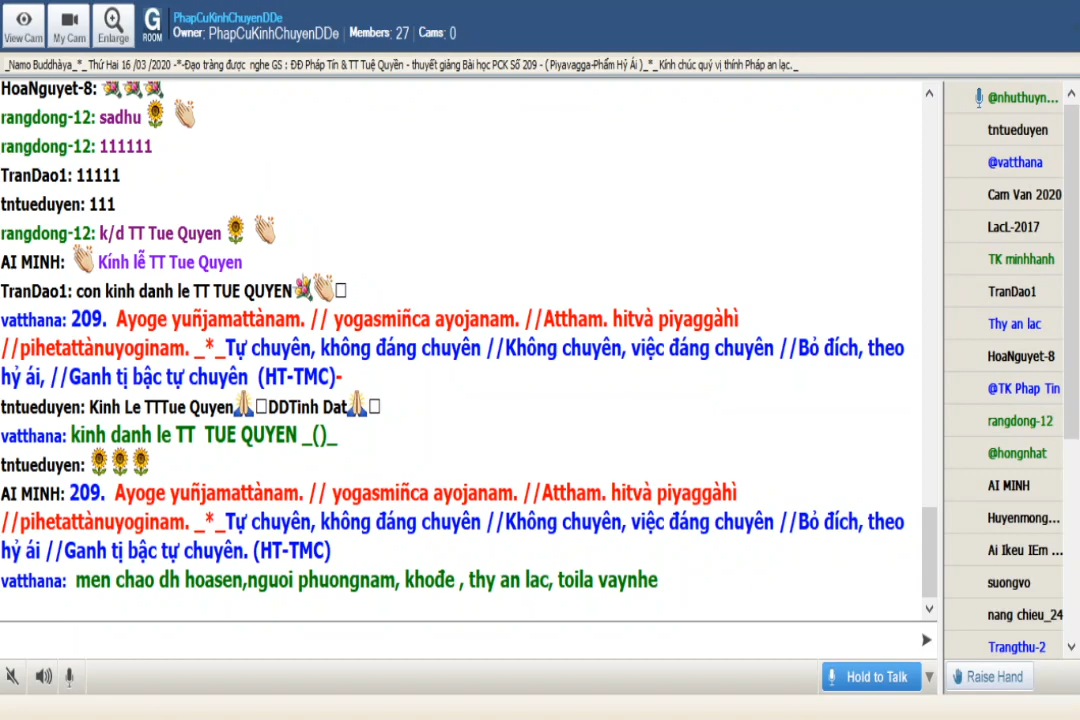 View Cam
My Cam
Enlarge
G
ROOM
PhapCuKinhChuyenDDe
Owner: PhapCuKinhChuyenDDe | Members: 27 | Cams: 0
_Namo Buddhàya_*_ Thứ Hai 16 /03 /2020 -*-Đạo tràng được nghe GS : ĐĐ Pháp Tín & TT Tuệ Quyền - thuyết giảng Bài học PCK Số 209 - ( Piyavagga-Phẩm Hỷ Ái )_*_ Kính chúc quý vị thính Pháp an lạc._
HoaNguyet-8: 💐💐💐
rangdong-12: sadhu 🌻 👏
rangdong-12: 111111
TranDao1: 11111
tntueduyen: 111
rangdong-12: k/d TT Tue Quyen 🌻 👏
AI MINH: 👏 Kính lễ TT Tue Quyen
TranDao1: con kinh danh le TT TUE QUYEN💐👏□
vatthana: 209. Ayoge yuñjamattànam. // yogasmiñca ayojanam. //Attham. hitvà piyaggàhì
//pihetattànuyoginam. _*_Tự chuyên, không đáng chuyên //Không chuyên, việc đáng chuyên //Bỏ đích, theo
hỷ ái, //Ganh tị bậc tự chuyên (HT-TMC)-
tntueduyen: Kinh Le TTTue Quyen🙏□DDTinh Dat🙏□
vatthana: kinh danh le TT TUE QUYEN _()_
tntueduyen: 🌻🌻🌻
AI MINH: 209. Ayoge yuñjamattànam. // yogasmiñca ayojanam. //Attham. hitvà piyaggàhì
//pihetattànuyoginam. _*_Tự chuyên, không đáng chuyên //Không chuyên, việc đáng chuyên //Bỏ đích, theo
hỷ ái //Ganh tị bậc tự chuyên. (HT-TMC)
vatthana: men chao dh hoasen,nguoi phuongnam, khođe , thy an lac, toila vaynhe
@nhuthuyn...
tntueduyen
@vatthana
Cam Van 2020
LacL-2017
TK minhhanh
TranDao1
Thy an lac
HoaNguyet-8
@TK Phap Tin
rangdong-12
@hongnhat
AI MINH
Huyenmong...
Ai Ikeu IEm ...
suongvo
nang chieu_24
Trangthu-2
Hold to Talk
Raise Hand